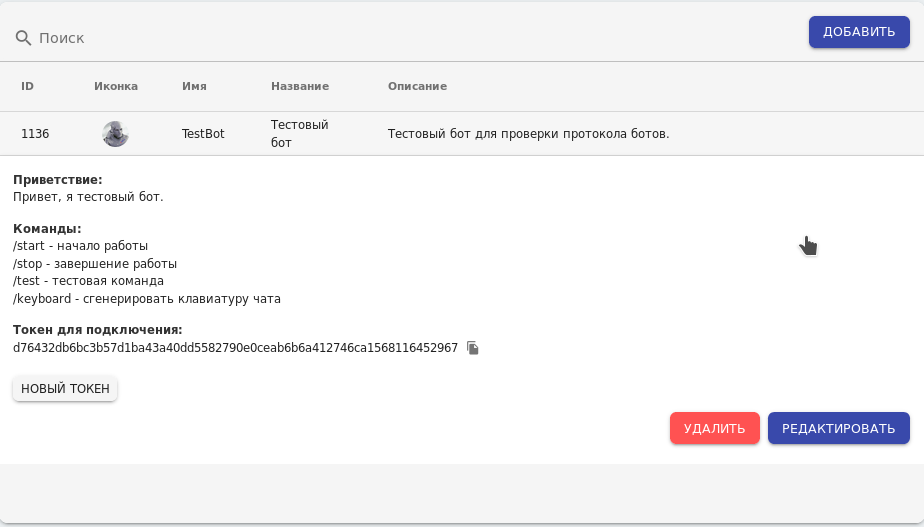 Поиск
ДОБАВИТЬ
ID Иконка Имя Название Описание
1136 TestBot Тестовый бот Тестовый бот для проверки протокола ботов.
Приветствие:
Привет, я тестовый бот.
Команды:
/start - начало работы
/stop - завершение работы
/test - тестовая команда
/keyboard - сгенерировать клавиатуру чата
Токен для подключения:
d76432db6bc3b57d1ba43a40dd5582790e0ceab6b6a412746ca1568116452967
НОВЫЙ ТОКЕН
УДАЛИТЬ РЕДАКТИРОВАТЬ